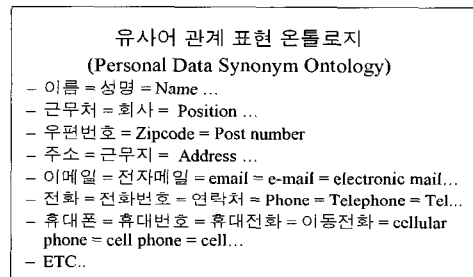 유사어 관계 표현 온톨로지
(Personal Data Synonym Ontology)
– 이름 = 성명 = Name ...
– 근무처 = 회사 = Position ...
– 우편번호 = Zipcode = Post number
– 주소 = 근무지 = Address ...
– 이메일 = 전자메일 = email = e-mail = electronic mail...
– 전화 = 전화번호 = 연락처 = Phone = Telephone = Tel...
– 휴대폰 = 휴대번호 = 휴대전화 = 이동전화 = cellular
phone = cell phone = cell...
– ETC..